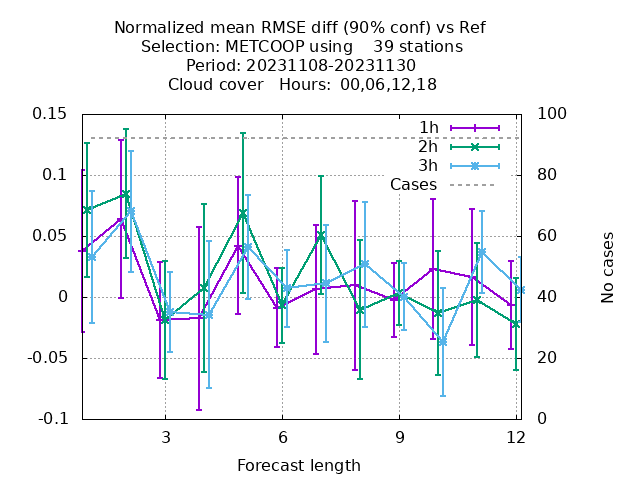 Normalized mean RMSE diff (90% conf) vs Ref
Selection: METCOOP using    39 stations
Period: 20231108-20231130
Cloud cover   Hours:  00,06,12,18
0.15
0.1
0.05
0
-0.05
-0.1
100
80
60
40
20
0
No cases
1h
2h
3h
Cases
3
6
9
12
Forecast length